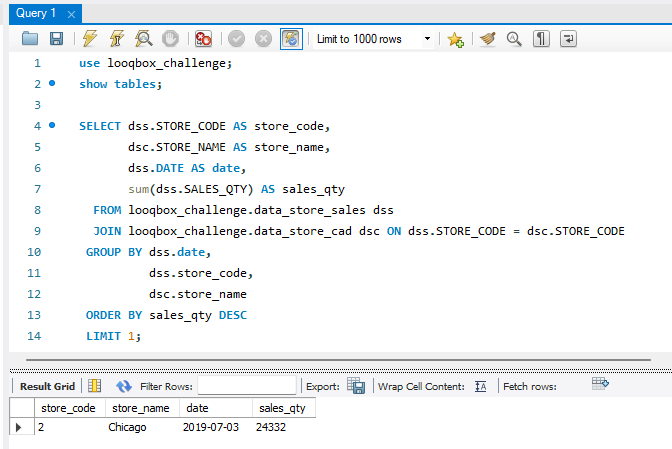 Query 1
Limit to 1000 rows
1 use looqbox_challenge;
2 show tables;
3
4 SELECT dss.STORE_CODE AS store_code,
5 dsc.STORE_NAME AS store_name,
6 dss.DATE AS date,
7 sum(dss.SALES_QTY) AS sales_qty
8 FROM looqbox_challenge.data_store_sales dss
9 JOIN looqbox_challenge.data_store_cad dsc ON dss.STORE_CODE = dsc.STORE_CODE
10 GROUP BY dss.date,
11 dss.store_code,
12 dsc.store_name
13 ORDER BY sales_qty DESC
14 LIMIT 1;
Result Grid Filter Rows: Export: Wrap Cell Content: Fetch rows:
store_code store_name date sales_qty
2 Chicago 2019-07-03 24332